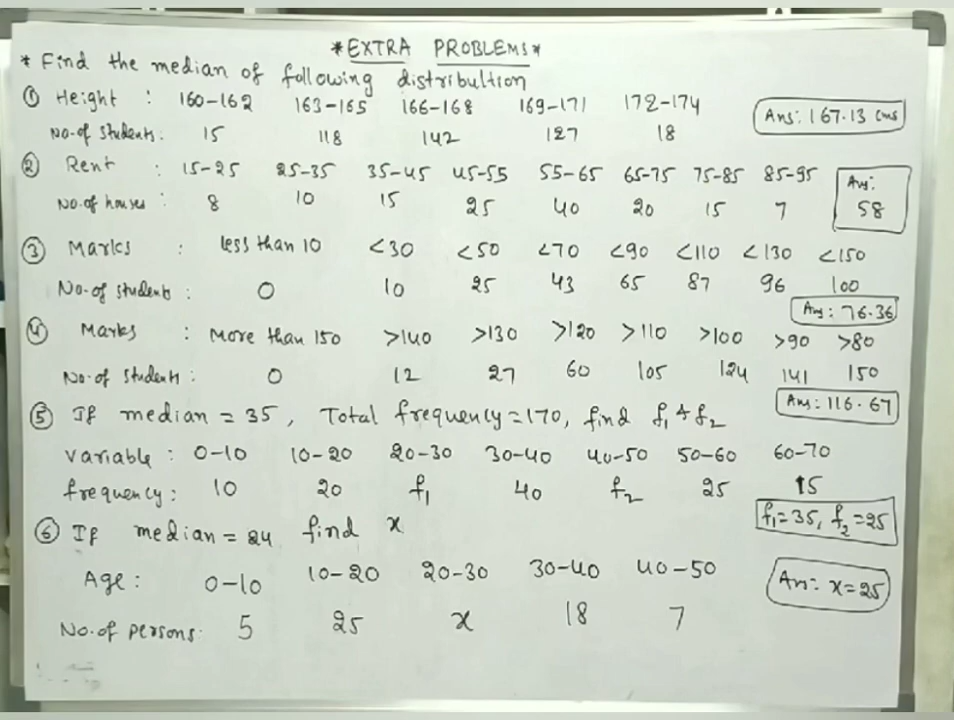 *EXTRA PROBLEMS*
* Find the median of following distribultion
① Height : 160-162 163-165 166-168 169-171 172-174
No.of students: 15 118 142 127 18
Ans: 167.13 cms
② Rent : 15-25 25-35 35-45 45-55 55-65 65-75 75-85 85-95
No.of houses : 8 10 15 25 40 20 15 7
Ans: 58
③ Marks : less than 10 <30 <50 <70 <90 <110 <130 <150
No.of students : 0 10 25 43 65 87 96 100
Ans: 76.36
④ Marks : More than 150 >140 >130 >120 >110 >100 >90 >80
No.of students : 0 12 27 60 105 124 141 150
Ans: 116.67
⑤ If median = 35, Total frequency = 170, find f₁ & f₂
Variable : 0-10 10-20 20-30 30-40 40-50 50-60 60-70
frequency: 10 20 f₁ 40 f₂ 25 15
f₁=35, f₂=25
⑥ If median = 24 find x
Age : 0-10 10-20 20-30 30-40 40-50
Ans: x=25
No.of persons: 5 25 x 18 7